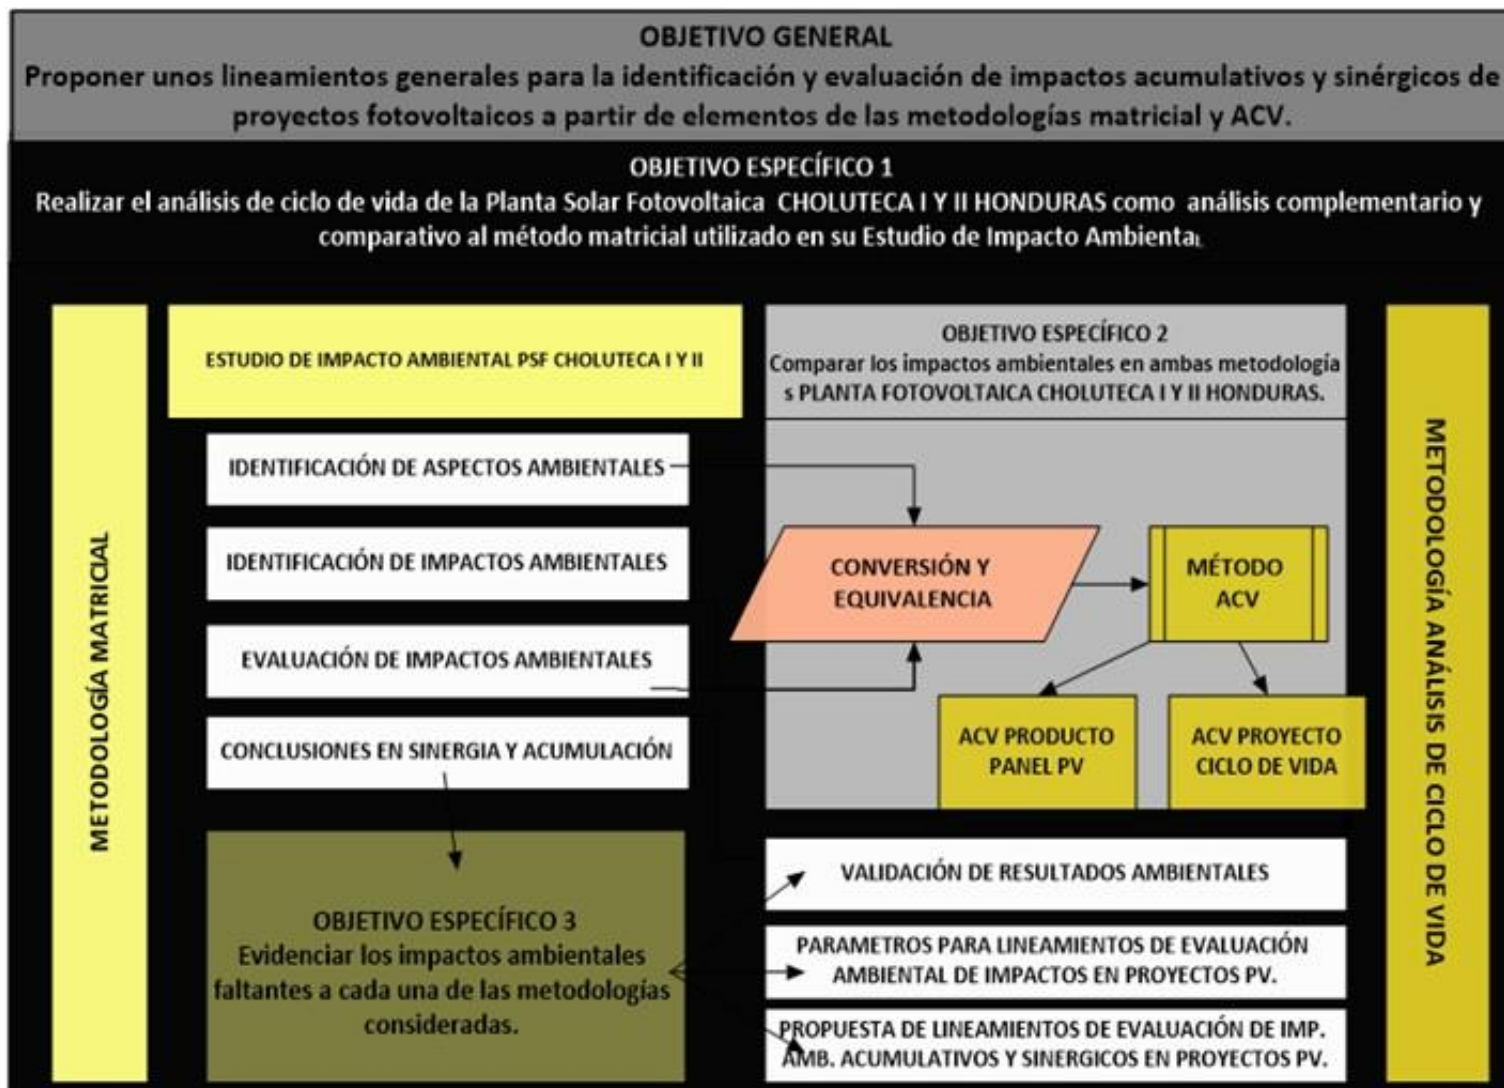 OBJETIVO GENERAL
Proponer unos lineamientos generales para la identificación y evaluación de impactos acumulativos y sinérgicos de
proyectos fotovoltaicos a partir de elementos de las metodologías matricial y ACV.
OBJETIVO ESPECÍFICO 1
Realizar el análisis de ciclo de vida de la Planta Solar Fotovoltaica CHOLUTECA I Y II HONDURAS como análisis complementario y
comparativo al método matricial utilizado en su Estudio de Impacto Ambiental.
METODOLOGÍA MATRICIAL
ESTUDIO DE IMPACTO AMBIENTAL PSF CHOLUTECA I Y II
IDENTIFICACIÓN DE ASPECTOS AMBIENTALES
IDENTIFICACIÓN DE IMPACTOS AMBIENTALES
EVALUACIÓN DE IMPACTOS AMBIENTALES
CONCLUSIONES EN SINERGIA Y ACUMULACIÓN
OBJETIVO ESPECÍFICO 3
Evidenciar los impactos ambientales
faltantes a cada una de las metodologías
consideradas.
OBJETIVO ESPECÍFICO 2
Comparar los impactos ambientales en ambas metodología
s PLANTA FOTOVOLTAICA CHOLUTECA I Y II HONDURAS.
CONVERSIÓN Y
EQUIVALENCIA
MÉTODO
ACV
ACV PRODUCTO
PANEL PV
ACV PROYECTO
CICLO DE VIDA
VALIDACIÓN DE RESULTADOS AMBIENTALES
PARAMETROS PARA LINEAMIENTOS DE EVALUACIÓN
AMBIENTAL DE IMPACTOS EN PROYECTOS PV.
PROPUESTA DE LINEAMIENTOS DE EVALUACIÓN DE IMP.
AMB. ACUMULATIVOS Y SINERGICOS EN PROYECTOS PV.
METODOLOGÍA ANÁLISIS DE CICLO DE VIDA